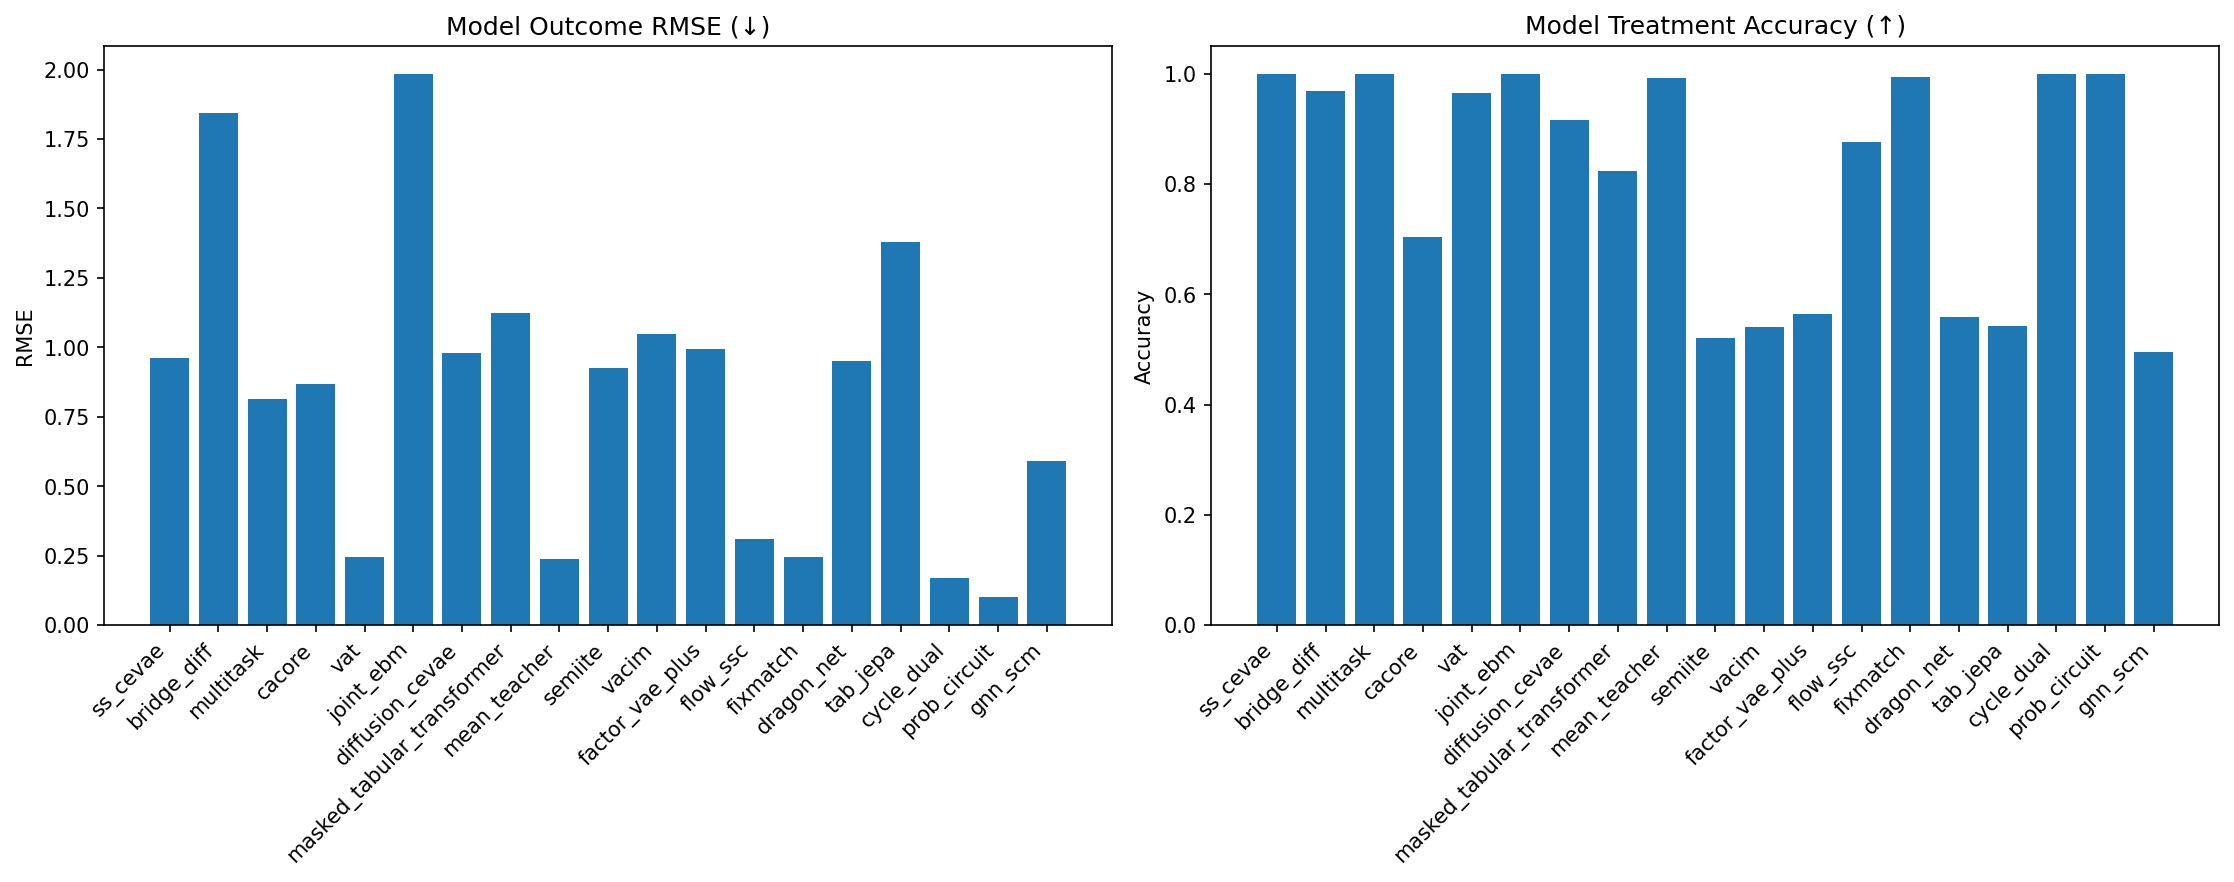 Model Outcome RMSE (↓)
RMSE
2.00
1.75
1.50
1.25
1.00
0.75
0.50
0.25
0.00
ss_cevae
bridge_diff
multitask
cacore
vat
joint_ebm
diffusion_cevae
masked_tabular_transformer
mean_teacher
semiite
vacim
factor_vae_plus
flow_ssc
fixmatch
dragon_net
tab_jepa
cycle_dual
prob_circuit
gnn_scm
Model Treatment Accuracy (↑)
Accuracy
1.0
0.8
0.6
0.4
0.2
0.0
ss_cevae
bridge_diff
multitask
cacore
vat
joint_ebm
diffusion_cevae
masked_tabular_transformer
mean_teacher
semiite
vacim
factor_vae_plus
flow_ssc
fixmatch
dragon_net
tab_jepa
cycle_dual
prob_circuit
gnn_scm